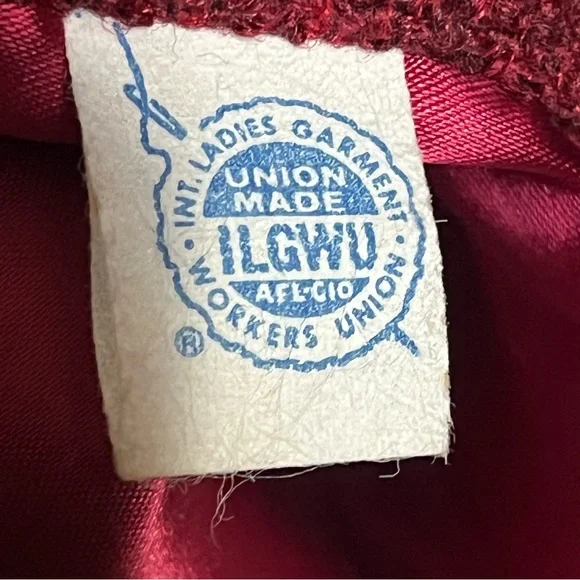 INT. LADIES GARMENT
UNION
MADE
ILGWU
AFL-CIO
· WORKERS UNION ·
®